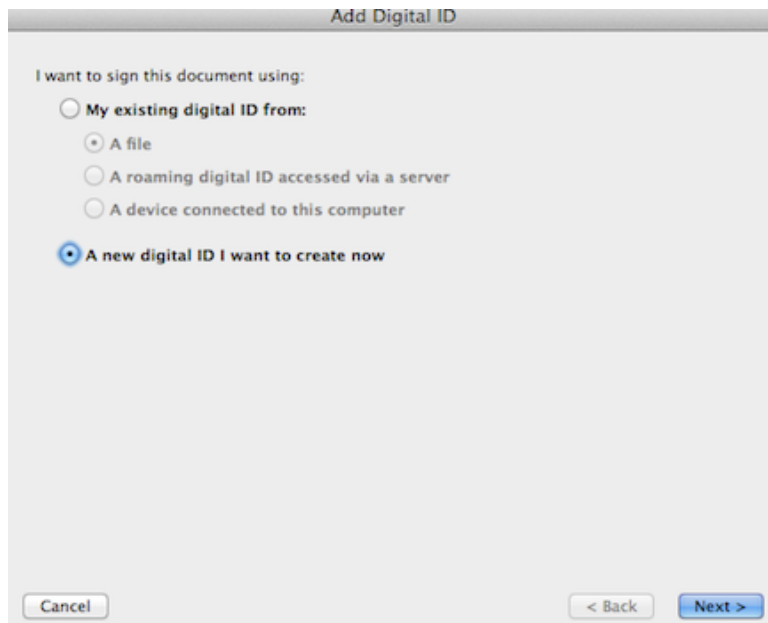 Add Digital ID
I want to sign this document using:
My existing digital ID from:
A file
A roaming digital ID accessed via a server
A device connected to this computer
A new digital ID I want to create now
Cancel
< Back
Next >